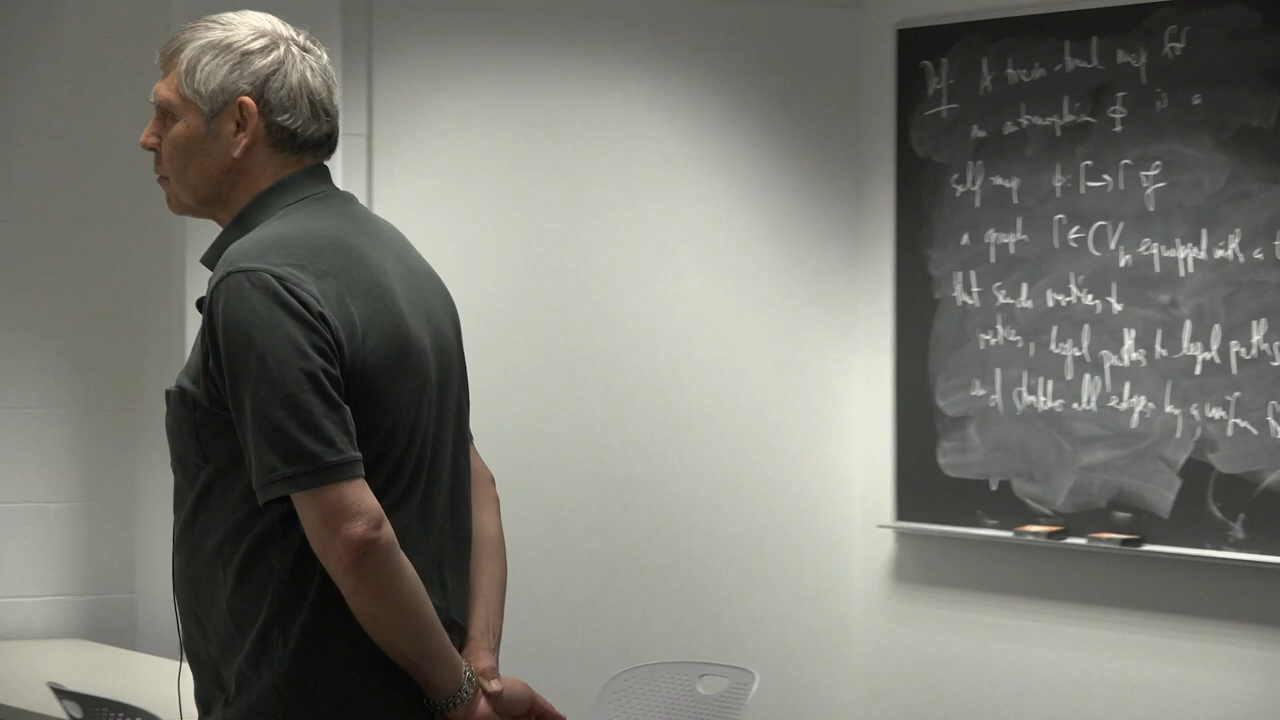 Def A train-track map for
an automorphism Φ is a
self map φ: Γ→Γ of
a graph Γ ∈ CVn equipped with a
that sends vertices to
vertices, legal paths to legal paths
and stretches all edges by a uniform